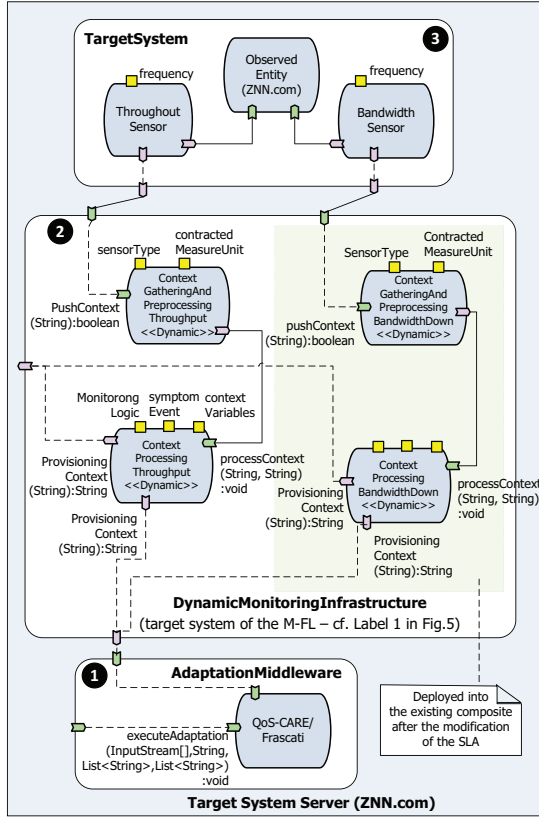 TargetSystem
3
frequency
Observed
Entity
(ZNN.com)
frequency
Throughout
Sensor
Bandwidth
Sensor
2
sensorType
contracted
MeasureUnit
SensorType
Contracted
MeasureUnit
Context
GatheringAnd
Preprocessing
Throughput
<<Dynamic>>
Context
GatheringAnd
Preprocessing
BandwidthDown
<<Dynamic>>
PushContext
(String):boolean
pushContext
(String):boolean
Monitorong
Logic
symptom
Event
context
Variables
Context
Processing
Throughput
<<Dynamic>>
processContext
(String, String)
:void
Provisioning
Context
(String):String
Provisioning
Context
(String):String
Context
Processing
BandwidthDown
<<Dynamic>>
processContext
(String, String)
:void
Provisioning
Context
(String):String
Provisioning
Context
(String):String
DynamicMonitoringInfrastructure
(target system of the M-FL – cf. Label 1 in Fig.5)
1
AdaptationMiddleware
QoS-CARE/
Frascati
executeAdaptation
(InputStream[],String,
List<String>,List<String>)
:void
Deployed into
the existing composite
after the modification
of the SLA
Target System Server (ZNN.com)